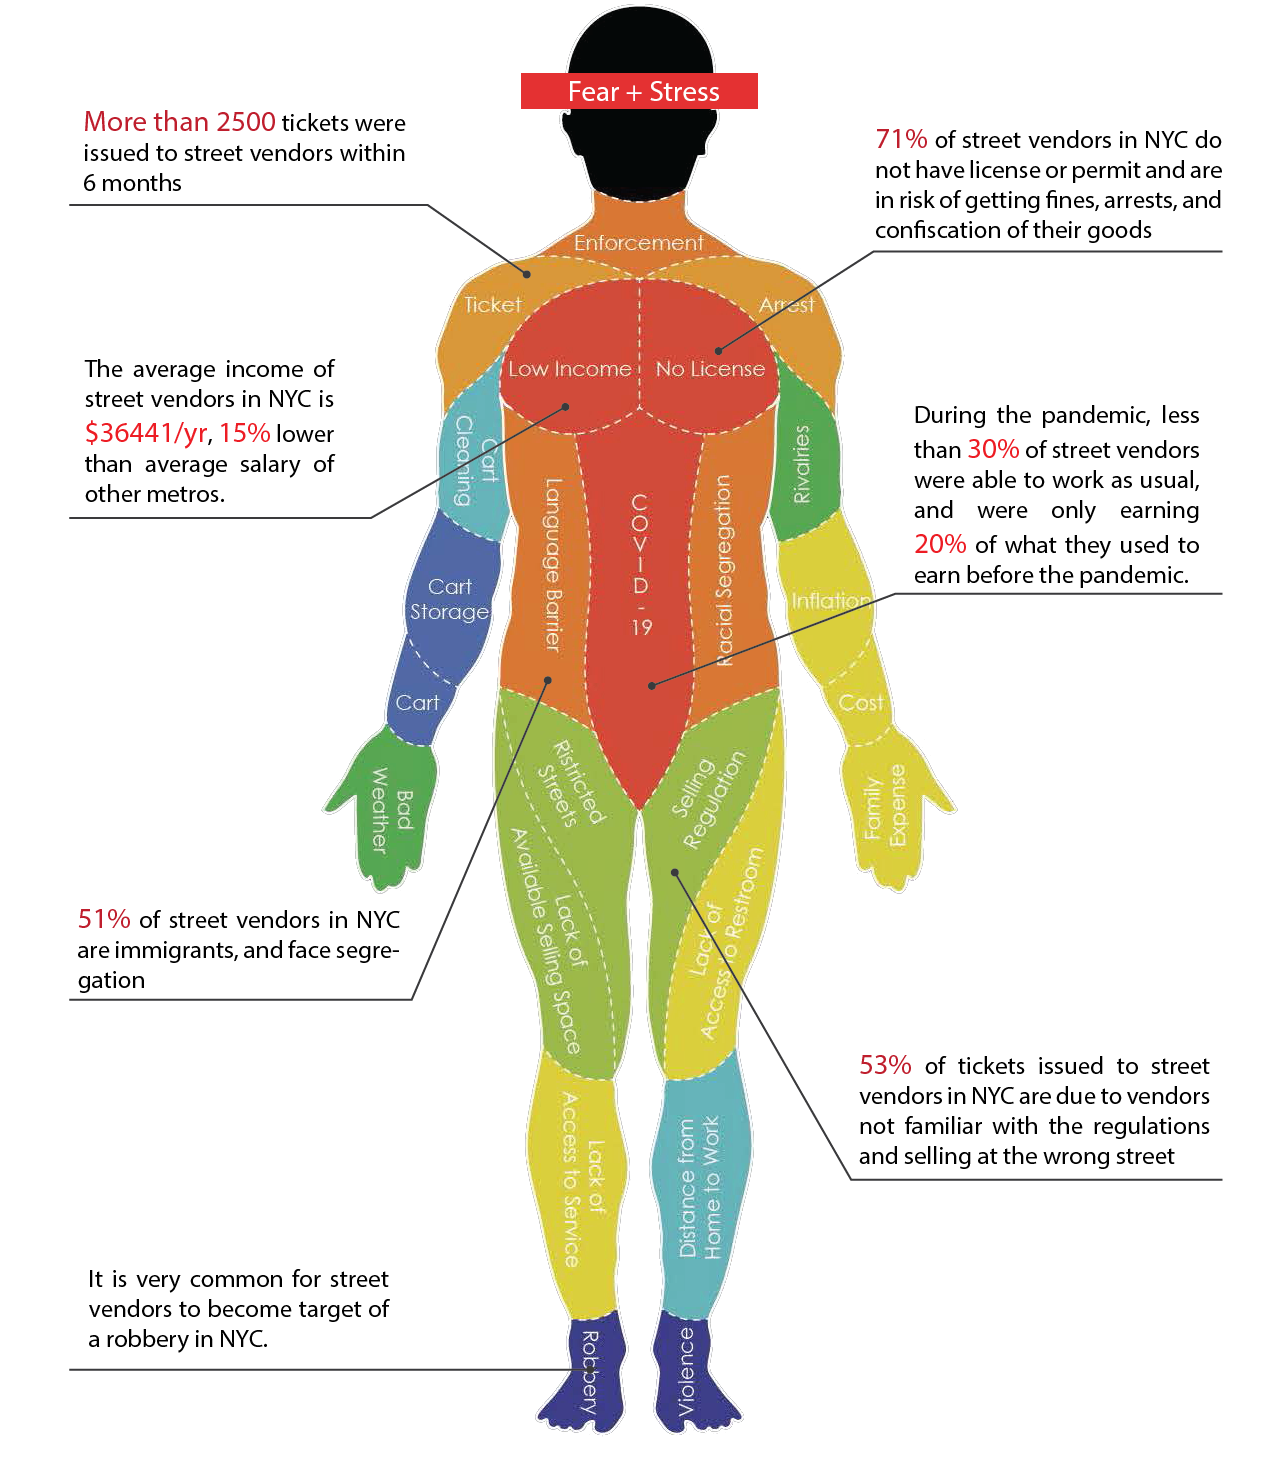 Fear + Stress
More than 2500 tickets were
issued to street vendors within
6 months
71% of street vendors in NYC do
not have license or permit and are
in risk of getting fines, arrests, and
confiscation of their goods
Enforcement
Ticket
Arrest
Low Income
No License
The average income of
street vendors in NYC is
$36441/yr, 15% lower
than average salary of
other metros.
During the pandemic, less
than 30% of street vendors
were able to work as usual,
and were only earning
20% of what they used to
earn before the pandemic.
Cart
Cleaning
Rivalries
Language Barrier
COVID-19
Racial Segregation
Cart
Storage
Inflation
Cart
Cost
Bad
Weather
Family
Expense
Ristricted
Streets
Selling
Regulation
Lack of
Available Selling Space
Lack of
Access to Restroom
51% of street vendors in NYC
are immigrants, and face segre-
gation
53% of tickets issued to street
vendors in NYC are due to vendors
not familiar with the regulations
and selling at the wrong street
Lack of
Access to Service
Distance from
Home to Work
It is very common for street
vendors to become target of
a robbery in NYC.
Robbery
Violence